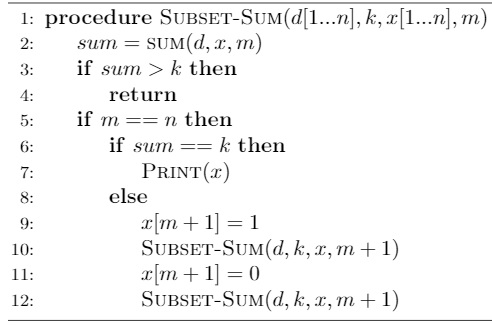 1: procedure SUBSET-SUM(d[1...n], k, x[1...n], m)
2: sum = SUM(d, x, m)
3: if sum > k then
4: return
5: if m == n then
6: if sum == k then
7: PRINT(x)
8: else
9: x[m + 1] = 1
10: SUBSET-SUM(d, k, x, m + 1)
11: x[m + 1] = 0
12: SUBSET-SUM(d, k, x, m + 1)